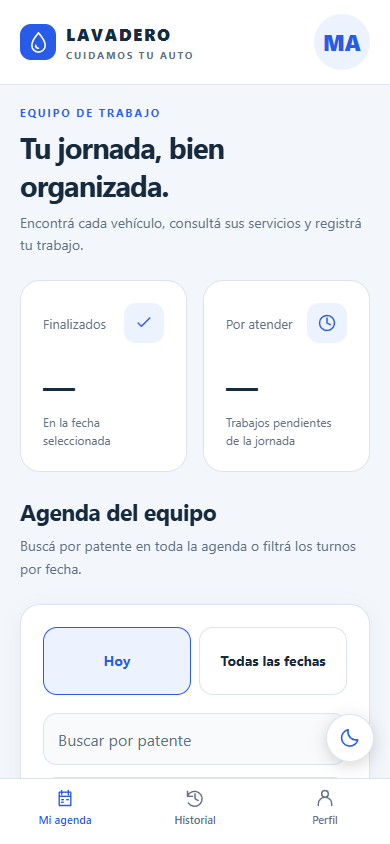 LAVADERO
CUIDAMOS TU AUTO
MA
EQUIPO DE TRABAJO
Tu jornada, bien
organizada.
Encontrá cada vehículo, consultá sus servicios y registrá
tu trabajo.
Finalizados
—
En la fecha
seleccionada
Por atender
—
Trabajos pendientes
de la jornada
Agenda del equipo
Buscá por patente en toda la agenda o filtrá los turnos
por fecha.
Hoy
Todas las fechas
Buscar por patente
Mi agenda
Historial
Perfil